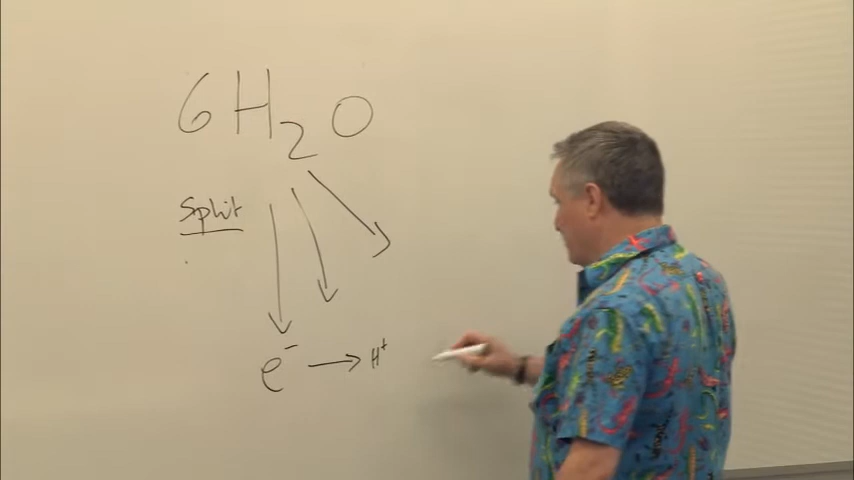 6H₂O
Split
e⁻ → H⁺